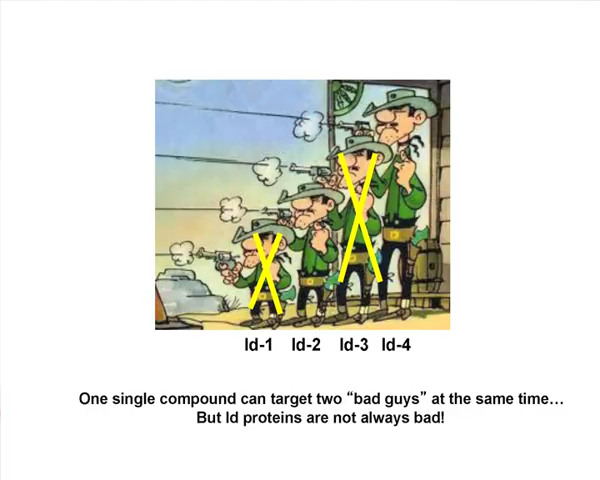 Id-1 Id-2 Id-3 Id-4
One single compound can target two “bad guys” at the same time…
But Id proteins are not always bad!